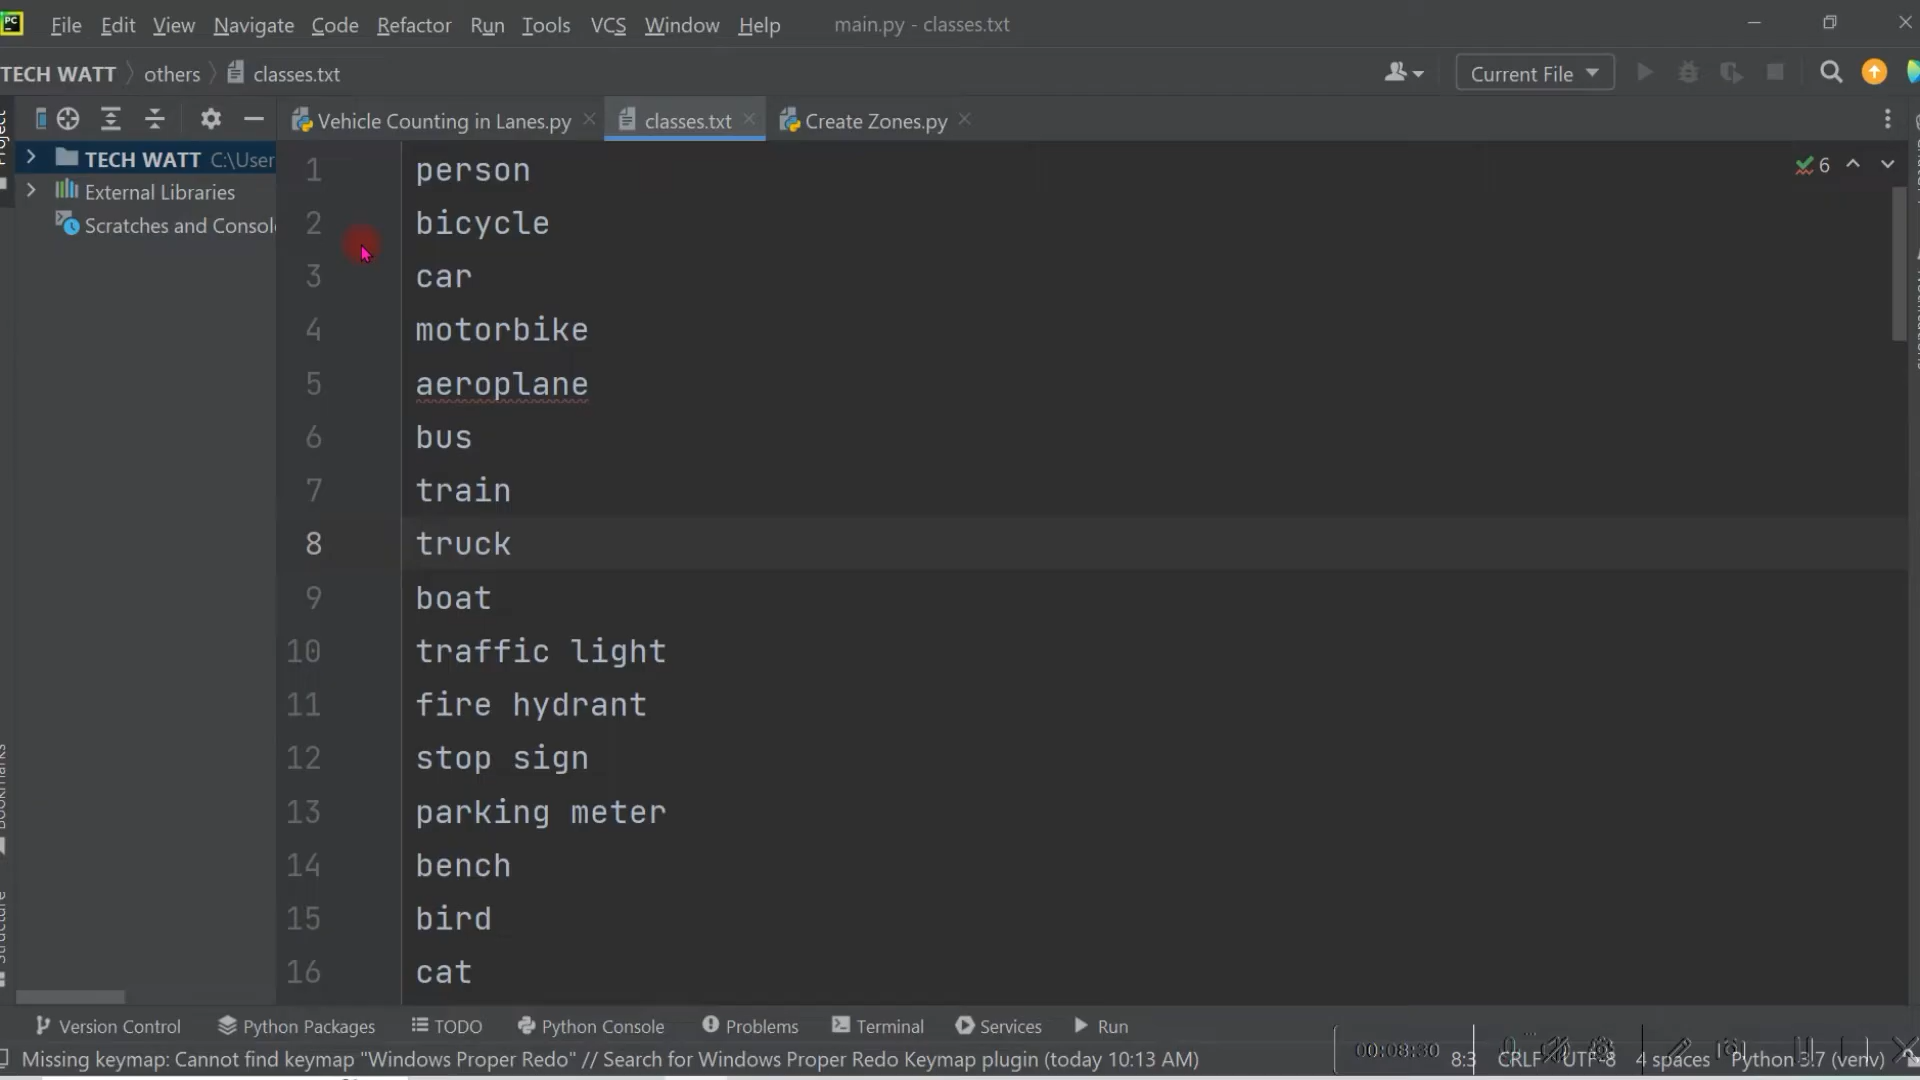 PC File Edit View Navigate Code Refactor Run Tools VCS Window Help main.py - classes.txt
TECH WATT others classes.txt Current File
Vehicle Counting in Lanes.py classes.txt Create Zones.py
Project
TECH WATT C:\User
External Libraries
Scratches and Consol
6
1 person
2 bicycle
3 car
4 motorbike
5 aeroplane
6 bus
7 train
8 truck
9 boat
10 traffic light
11 fire hydrant
12 stop sign
13 parking meter
14 bench
15 bird
16 cat
Bookmarks
Structure
Version Control Python Packages TODO Python Console Problems Terminal Services Run
Missing keymap: Cannot find keymap "Windows Proper Redo" // Search for Windows Proper Redo Keymap plugin (today 10:13 AM)
00:08:30
8:3 CRLF UTF-8 4 spaces Python 3.7 (venv)